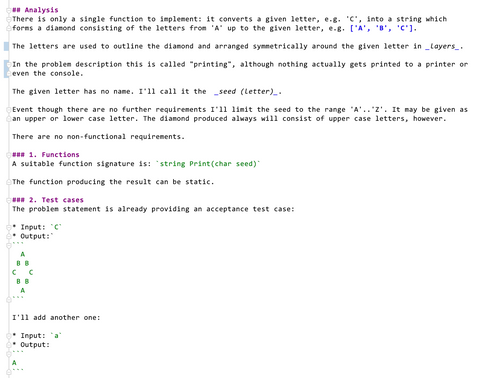 ## Analysis
There is only a single function to implement: it converts a given letter, e.g. 'C', into a string which
forms a diamond consisting of the letters from 'A' up to the given letter, e.g. ['A', 'B', 'C'].
The letters are used to outline the diamond and arranged symmetrically around the given letter in _layers_.
In the problem description this is called "printing", although nothing actually gets printed to a printer or
even the console.
The given letter has no name. I'll call it the _seed (letter)_.
Event though there are no further requirements I'll limit the seed to the range 'A'..'Z'. It may be given as
an upper or lower case letter. The diamond produced always will consist of upper case letters, however.
There are no non-functional requirements.
### 1. Functions
A suitable function signature is: `string Print(char seed)`
The function producing the result can be static.
### 2. Test cases
The problem statement is already providing an acceptance test case:
* Input: `C`
* Output:`
```
  A
 B B
C   C
 B B
  A
```
I'll add another one:
* Input: `a`
* Output:
```
A
```